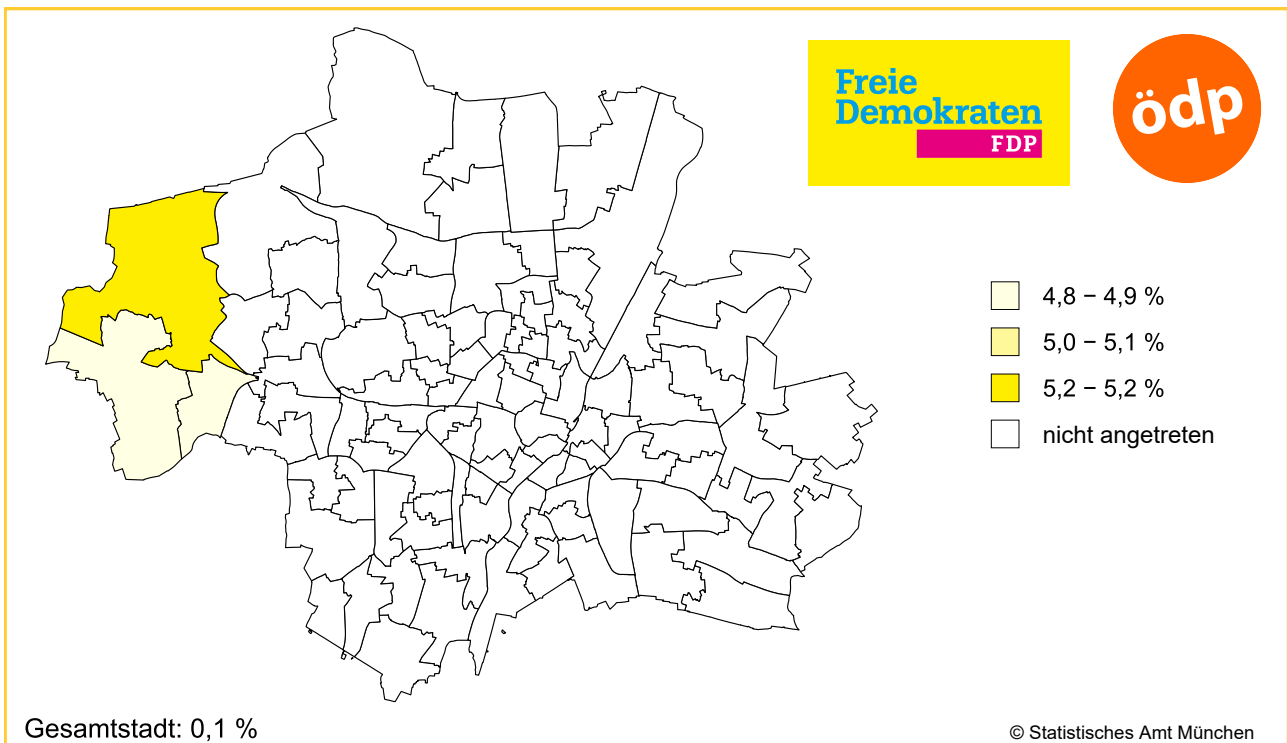 Freie
Demokraten
FDP
ödp
4,8 − 4,9 %
5,0 − 5,1 %
5,2 − 5,2 %
nicht angetreten
Gesamtstadt: 0,1 %
© Statistisches Amt München